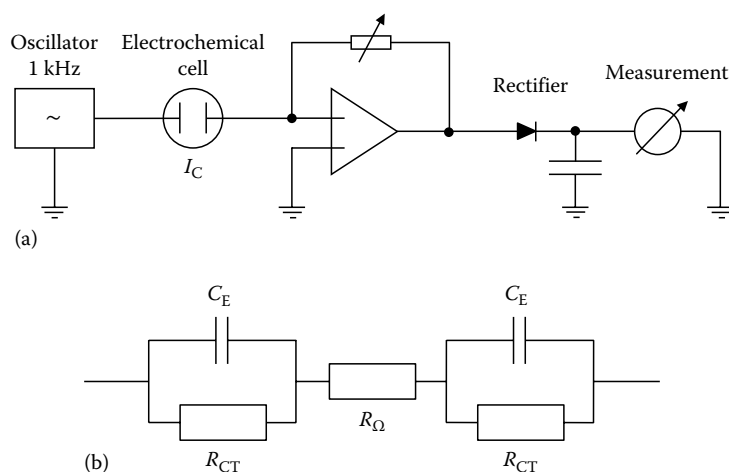 Oscillator
1 kHz
Electrochemical
cell
Rectifier
Measurement
~
I_C
(a)
C_E
C_E
R_Ω
R_CT
R_CT
(b)